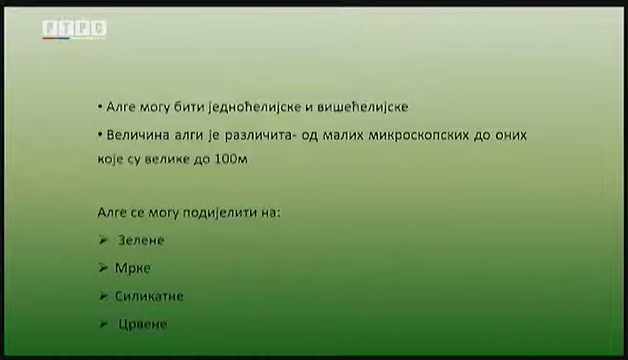 РТРС
• Алге могу бити једноћелијске и вишећелијске
• Величина алги је различита- од малих микроскопских до оних
које су велике до 100м
Алге се могу подијелити на:
➢ Зелене
➢ Мрке
➢ Силикатне
➢ Црвене